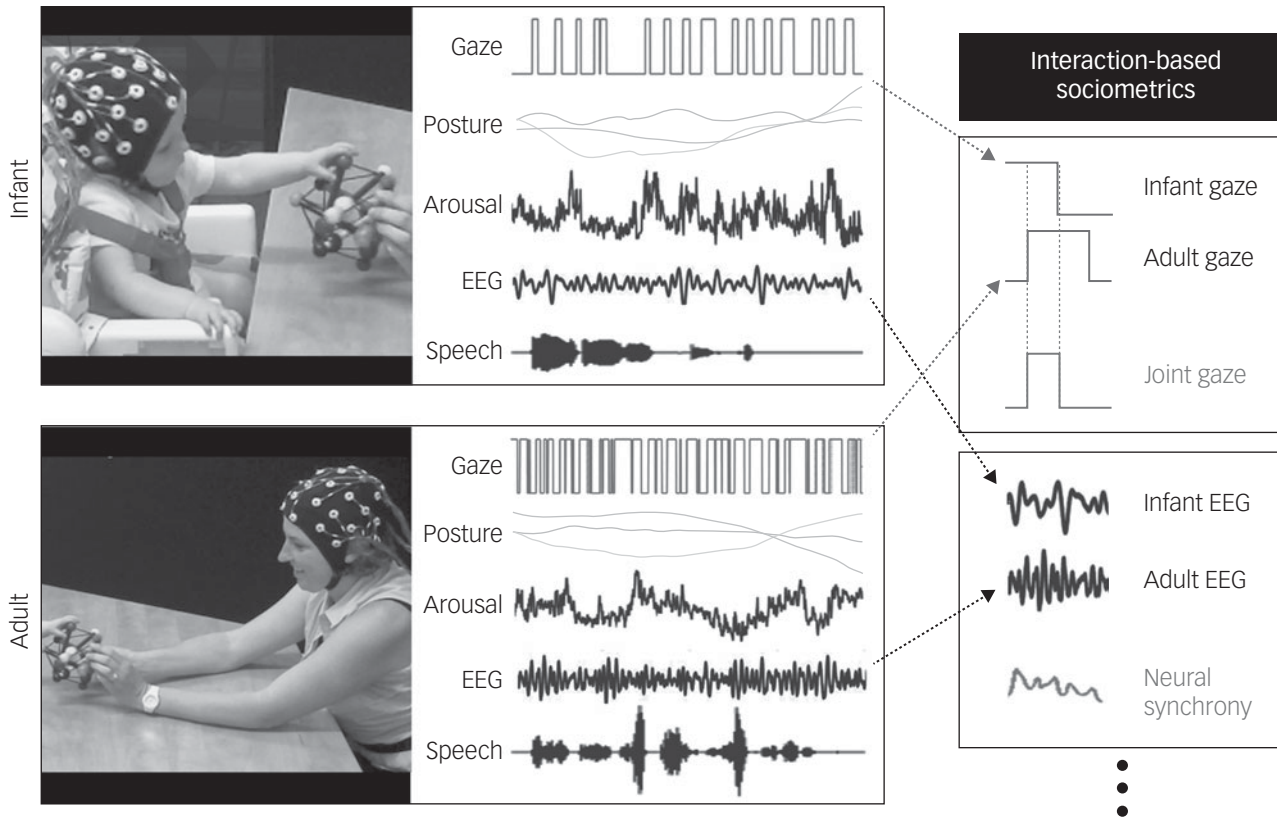 Infant
Gaze
Posture
Arousal
EEG
Speech
Adult
Gaze
Posture
Arousal
EEG
Speech
Interaction-based
sociometrics
Infant gaze
Adult gaze
Joint gaze
Infant EEG
Adult EEG
Neural
synchrony